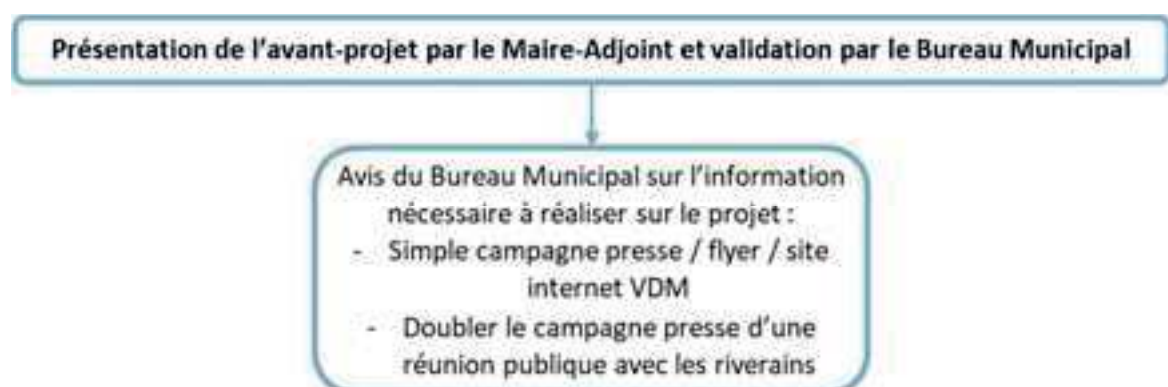 Présentation de l'avant-projet par le Maire-Adjoint et validation par le Bureau Municipal
Avis du Bureau Municipal sur l'information
nécessaire à réaliser sur le projet :
- Simple campagne presse / flyer / site
internet VDM
- Doubler le campagne presse d'une
réunion publique avec les riverains